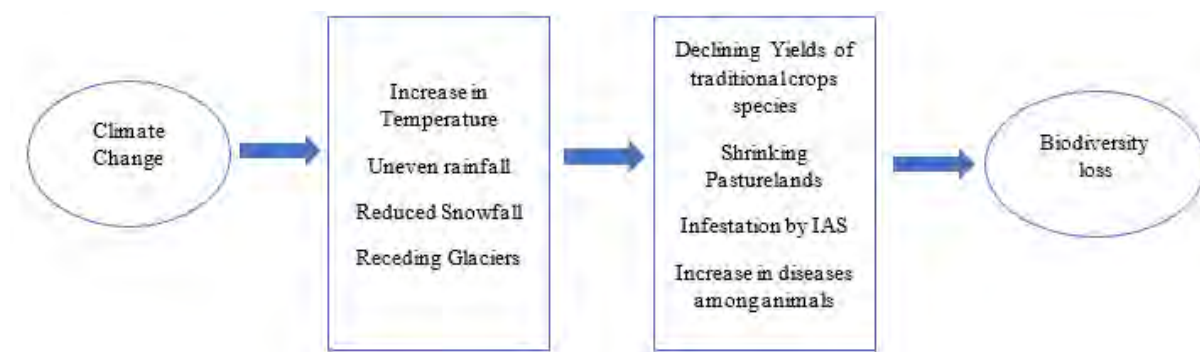 Climate
Change
Increase in
Temperature
Uneven rainfall
Reduced Snowfall
Receding Glaciers
Declining Yields of
traditional crops
species
Shrinking
Pasturelands
Infestation by IAS
Increase in diseases
among animals
Biodiversity
loss